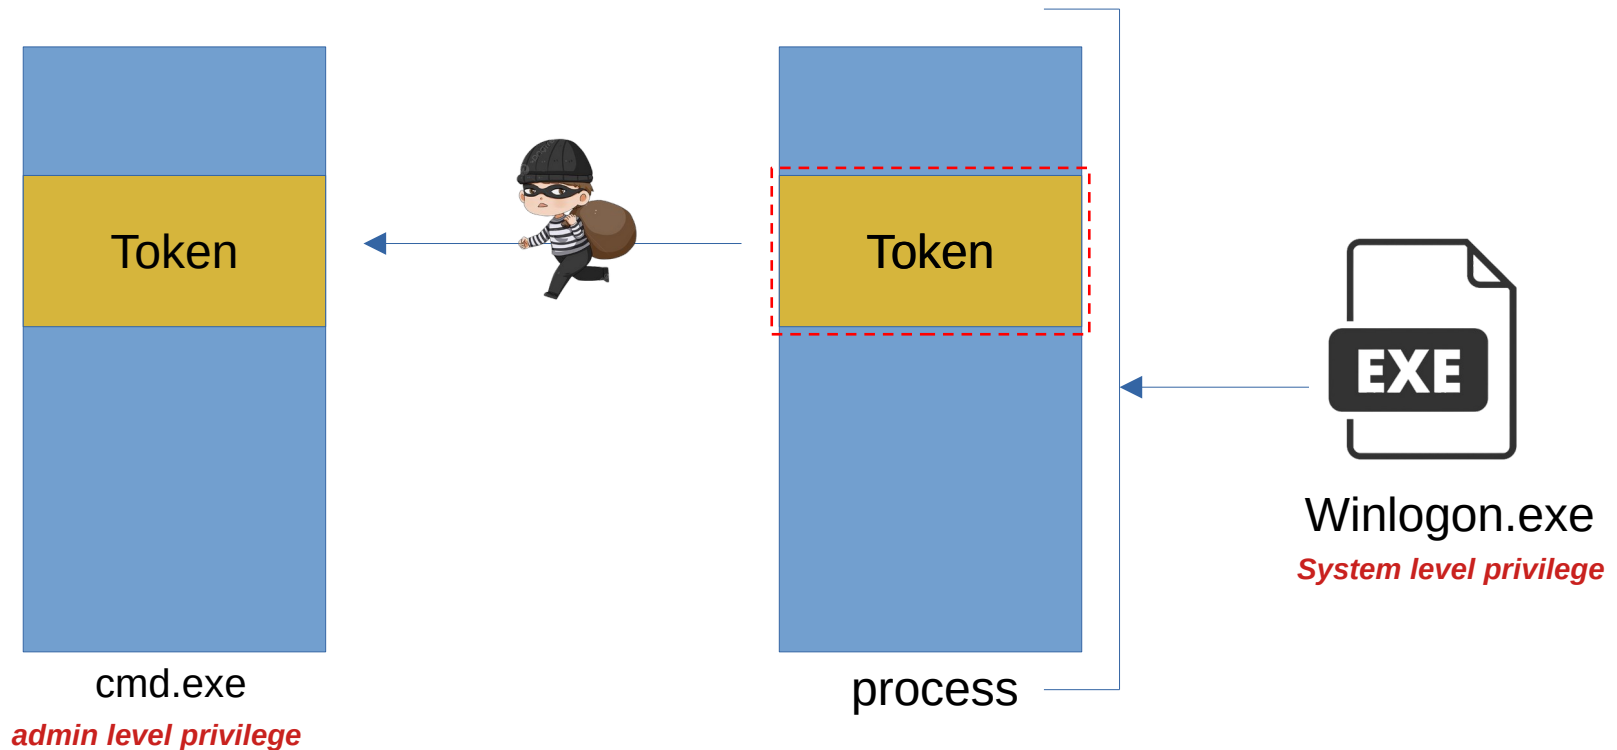 Token
Token
EXE
Winlogon.exe
System level privilege
cmd.exe
process
admin level privilege